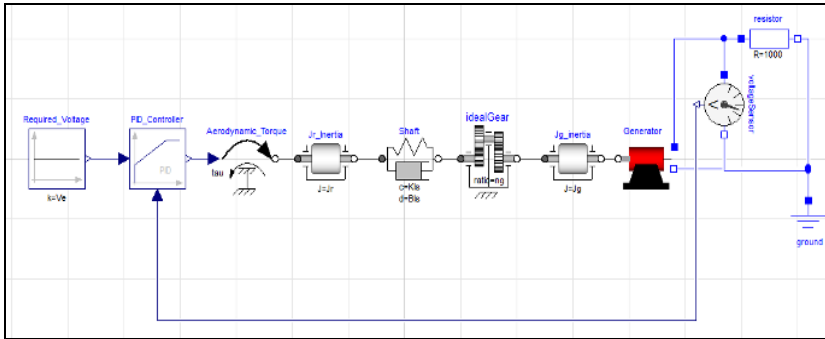 resistor
R=1000
voltageSensor
V
Required_Voltage
PID_Controller
Aerodynamic_Torque
Jr_Inertia
Shaft
idealGear
Jg_inertia
Generator
PID
tau
k=Ve
J=Jr
c=Kls
d=Bls
ratio=ng
J=Jg
ground